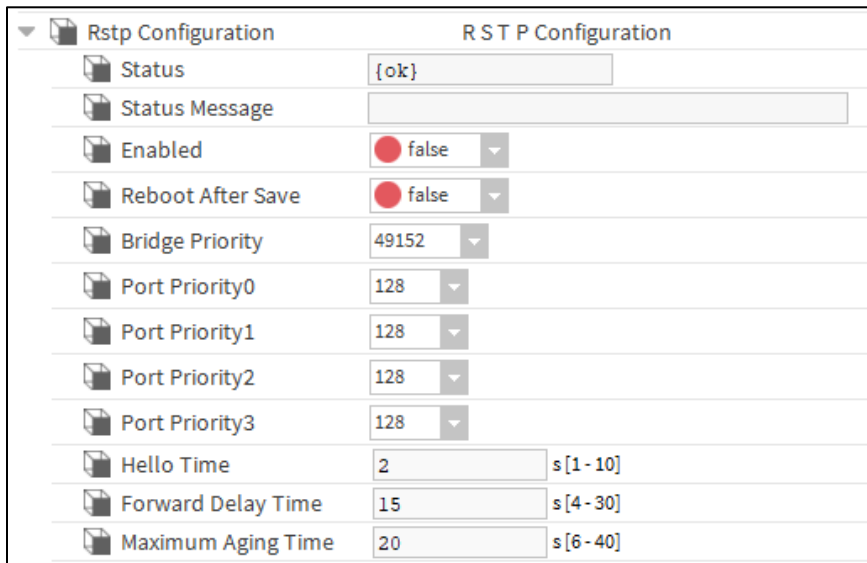 Rstp Configuration R S T P Configuration
Status {ok}
Status Message
Enabled false
Reboot After Save false
Bridge Priority 49152
Port Priority0 128
Port Priority1 128
Port Priority2 128
Port Priority3 128
Hello Time 2 s [1 - 10]
Forward Delay Time 15 s [4 - 30]
Maximum Aging Time 20 s [6 - 40]